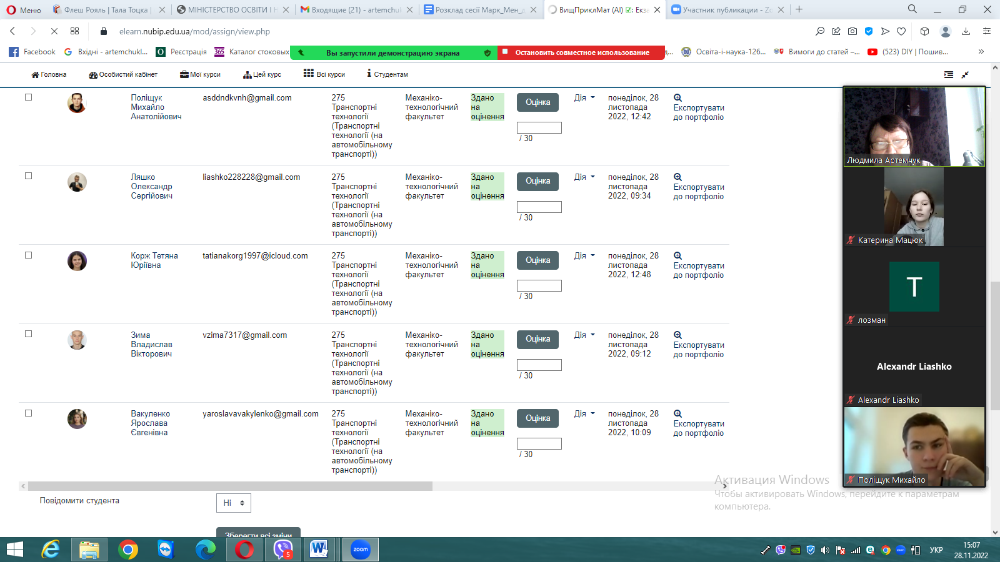 Меню
Флеш Рояль | Тала Тоцка |
МІНІСТЕРСТВО ОСВІТИ І Н
Входящие (21) - artemchu
Розклад сесії Марк_Мен_д
ВищПриклМат (АІ) ☑: Екза
Участник публикации - Zo
elearn.nubip.edu.ua/mod/assign/view.php
Facebook
Вхідні - artemchukl...
Реєстрація
Каталог стоковых
Вы запустили демонстрацию экрана
Остановить совместное использование
Освіта-і-наука-126...
Вимоги до статей –...
(523) DIY | Пошив...
Головна
Особистий кабінет
Мої курси
Цей курс
Всі курси
Студентам
Поліщук
Михайло
Анатолійович
asddndkvnh@gmail.com
275
Транспортні
технології
(Транспортні
технології (на
автомобільному
транспорті))
Механіко-
технологічний
факультет
Здано
на
оцінення
Оцінка
/ 30
Дія
понеділок, 28
листопада
2022, 12:42
Експортувати
до портфоліо
Ляшко
Олександр
Сергійович
liashko228228@gmail.com
275
Транспортні
технології
(Транспортні
технології (на
автомобільному
транспорті))
Механіко-
технологічний
факультет
Здано
на
оцінення
Оцінка
/ 30
Дія
понеділок, 28
листопада
2022, 09:34
Експортувати
до портфоліо
Корж Тетяна
Юріївна
tatianakorg1997@icloud.com
275
Транспортні
технології
(Транспортні
технології (на
автомобільному
транспорті))
Механіко-
технологічний
факультет
Здано
на
оцінення
Оцінка
/ 30
Дія
понеділок, 28
листопада
2022, 12:48
Експортувати
до портфоліо
Зима
Владислав
Вікторович
vzima7317@gmail.com
275
Транспортні
технології
(Транспортні
технології (на
автомобільному
транспорті))
Механіко-
технологічний
факультет
Здано
на
оцінення
Оцінка
/ 30
Дія
понеділок, 28
листопада
2022, 09:12
Експортувати
до портфоліо
Вакуленко
Ярослава
Євгенівна
yaroslavavakylenko@gmail.com
275
Транспортні
технології
(Транспортні
технології (на
автомобільному
транспорті))
Механіко-
технологічний
факультет
Здано
на
оцінення
Оцінка
/ 30
Дія
понеділок, 28
листопада
2022, 10:09
Експортувати
до портфоліо
Повідомити студента
Ні
Зберегти всі зміни
Людмила Артемчук
Катерина Мацюк
T
лозман
Alexandr Liashko
Alexandr Liashko
Поліщук Михайло
Активация Windows
Чтобы активировать Windows, перейдите к параметрам
компьютера.
zoom
5
УКР
15:07
28.11.2022